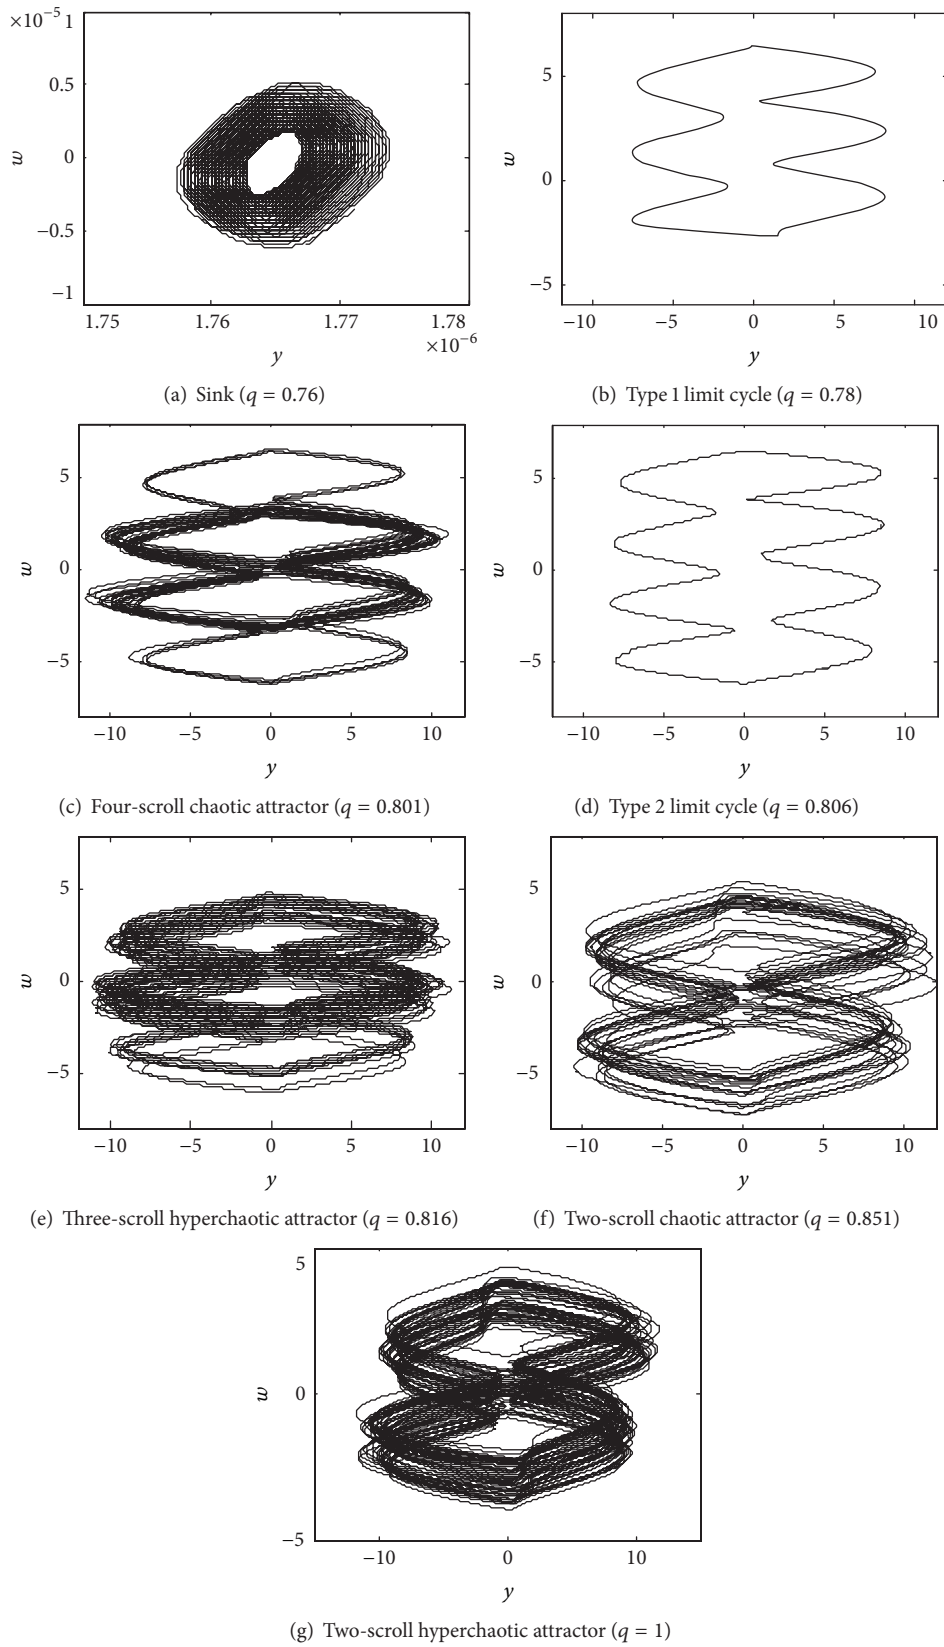 ×10⁻⁵
1
0.5
0
−0.5
−1
w
1.75 1.76 1.77 1.78
×10⁻⁶
y
(a) Sink (q = 0.76)
5
0
−5
w
−10 −5 0 5 10
y
(b) Type 1 limit cycle (q = 0.78)
5
0
−5
w
−10 −5 0 5 10
y
(c) Four-scroll chaotic attractor (q = 0.801)
5
0
−5
w
−10 −5 0 5 10
y
(d) Type 2 limit cycle (q = 0.806)
5
0
−5
w
−10 −5 0 5 10
y
(e) Three-scroll hyperchaotic attractor (q = 0.816)
5
0
−5
w
−10 −5 0 5 10
y
(f) Two-scroll chaotic attractor (q = 0.851)
5
0
−5
w
−10 0 10
y
(g) Two-scroll hyperchaotic attractor (q = 1)